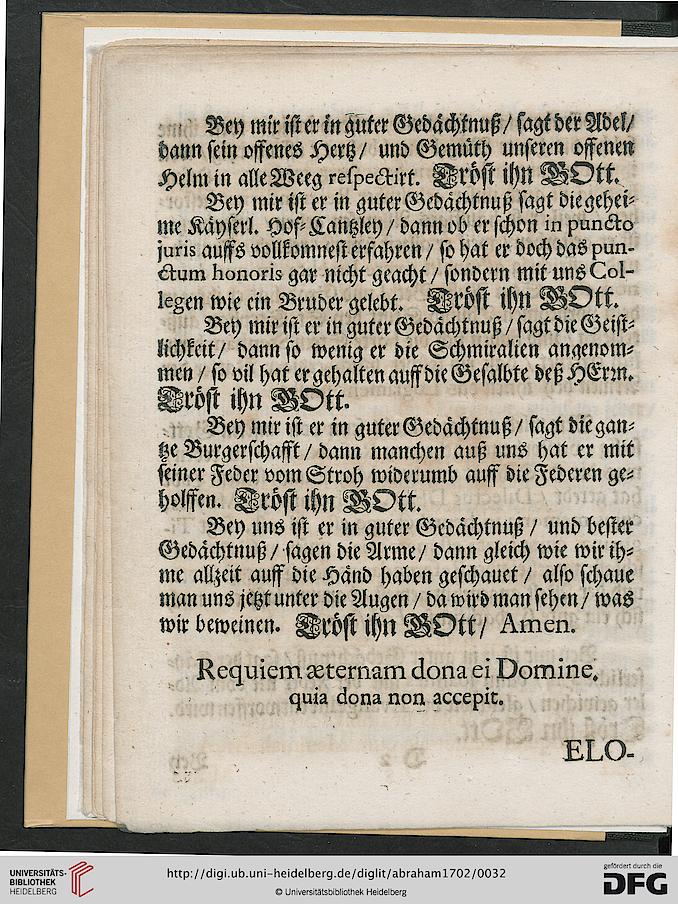 Bey mir ist er in guter Gedächtnuß / sagt der Adel /
dann sein offenes Hertz / und Gemüth unseren offenen
Helm in alle Weeg respectirt. Tröst ihn GOtt.
Bey mir ist er in guter Gedächtnuß sagt die gehei-
me Käyserl. Hof-Cantzley / dann ob er schon in puncto
juris auffs vollkomnest erfahren / so hat er doch das pun-
ctum honoris gar nicht geacht / sondern mit uns Col-
legen wie ein Bruder gelebt. Tröst ihn GOtt.
Bey mir ist er in guter Gedächtnuß / sagt die Geist-
lichkeit / dann so wenig er die Schmiralien angenom-
men / so vil hat er gehalten auff die Gesalbte deß HErrn.
Tröst ihn GOtt.
Bey mir ist er in guter Gedächtnuß / sagt die gan-
tze Burgerschafft / dann manchen auß uns hat er mit
seiner Feder vom Stroh widerumb auff die Federen ge-
holffen. Tröst ihn GOtt.
Bey uns ist er in guter Gedächtnuß / und bester
Gedächtnuß / sagen die Arme / dann gleich wie wir ih-
me allzeit auff die Händ haben geschauet / also schaue
man uns jetzt unter die Augen / da wird man sehen / was
wir beweinen. Tröst ihn GOtt / Amen.
Requiem æternam dona ei Domine,
quia dona non accepit.
ELO-
UNIVERSITÄTS-
BIBLIOTHEK
HEIDELBERG
http://digi.ub.uni-heidelberg.de/diglit/abraham1702/0032
© Universitätsbibliothek Heidelberg
gefördert durch die
DFG